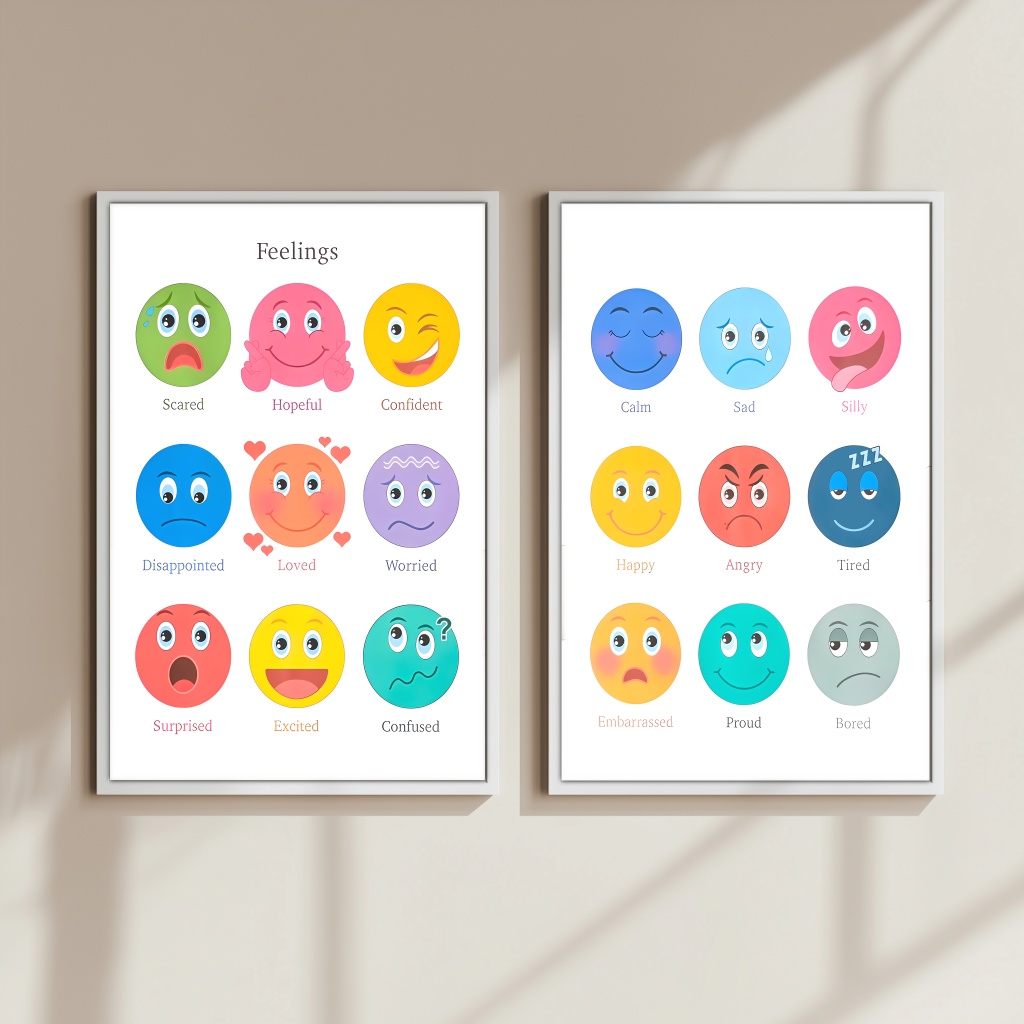 Feelings
Scared Hopeful Confident
Disappointed Loved Worried
Surprised Excited Confused
?
Calm Sad Silly
zzz
Happy Angry Tired
Embarrassed Proud Bored